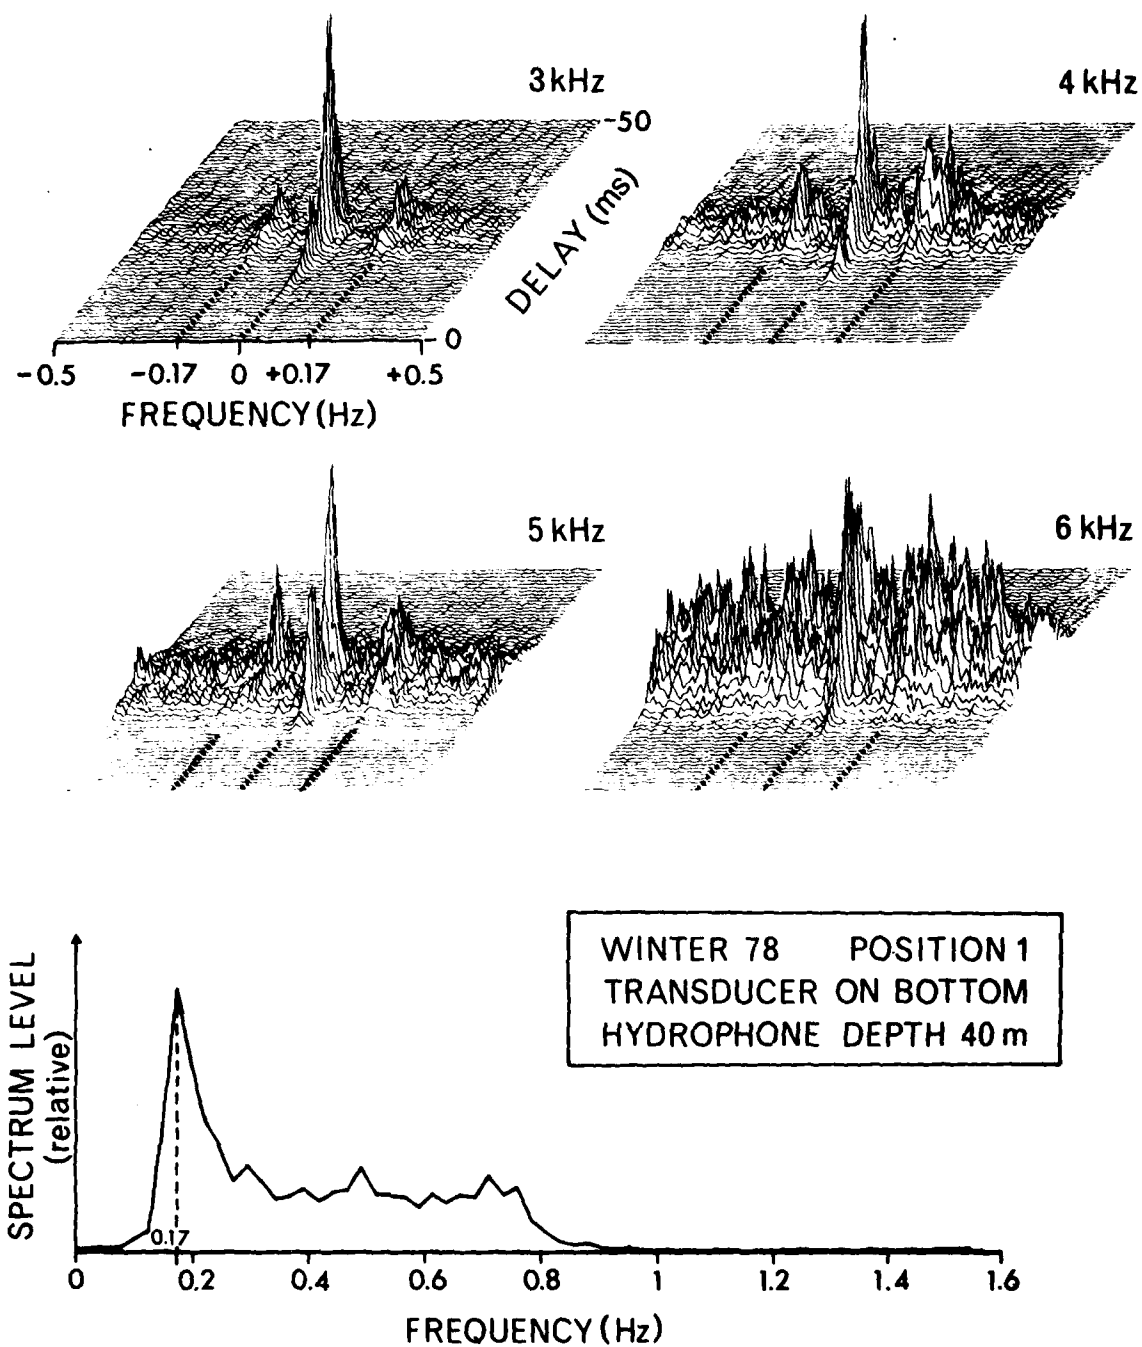 3 kHz
-50
DELAY (ms)
0
-0.5
-0.17
0
+0.17
+0.5
FREQUENCY (Hz)
4 kHz
5 kHz
6 kHz
WINTER 78 POSITION 1
TRANSDUCER ON BOTTOM
HYDROPHONE DEPTH 40 m
SPECTRUM LEVEL
(relative)
0.17
0
0.2
0.4
0.6
0.8
1
1.2
1.4
1.6
FREQUENCY (Hz)